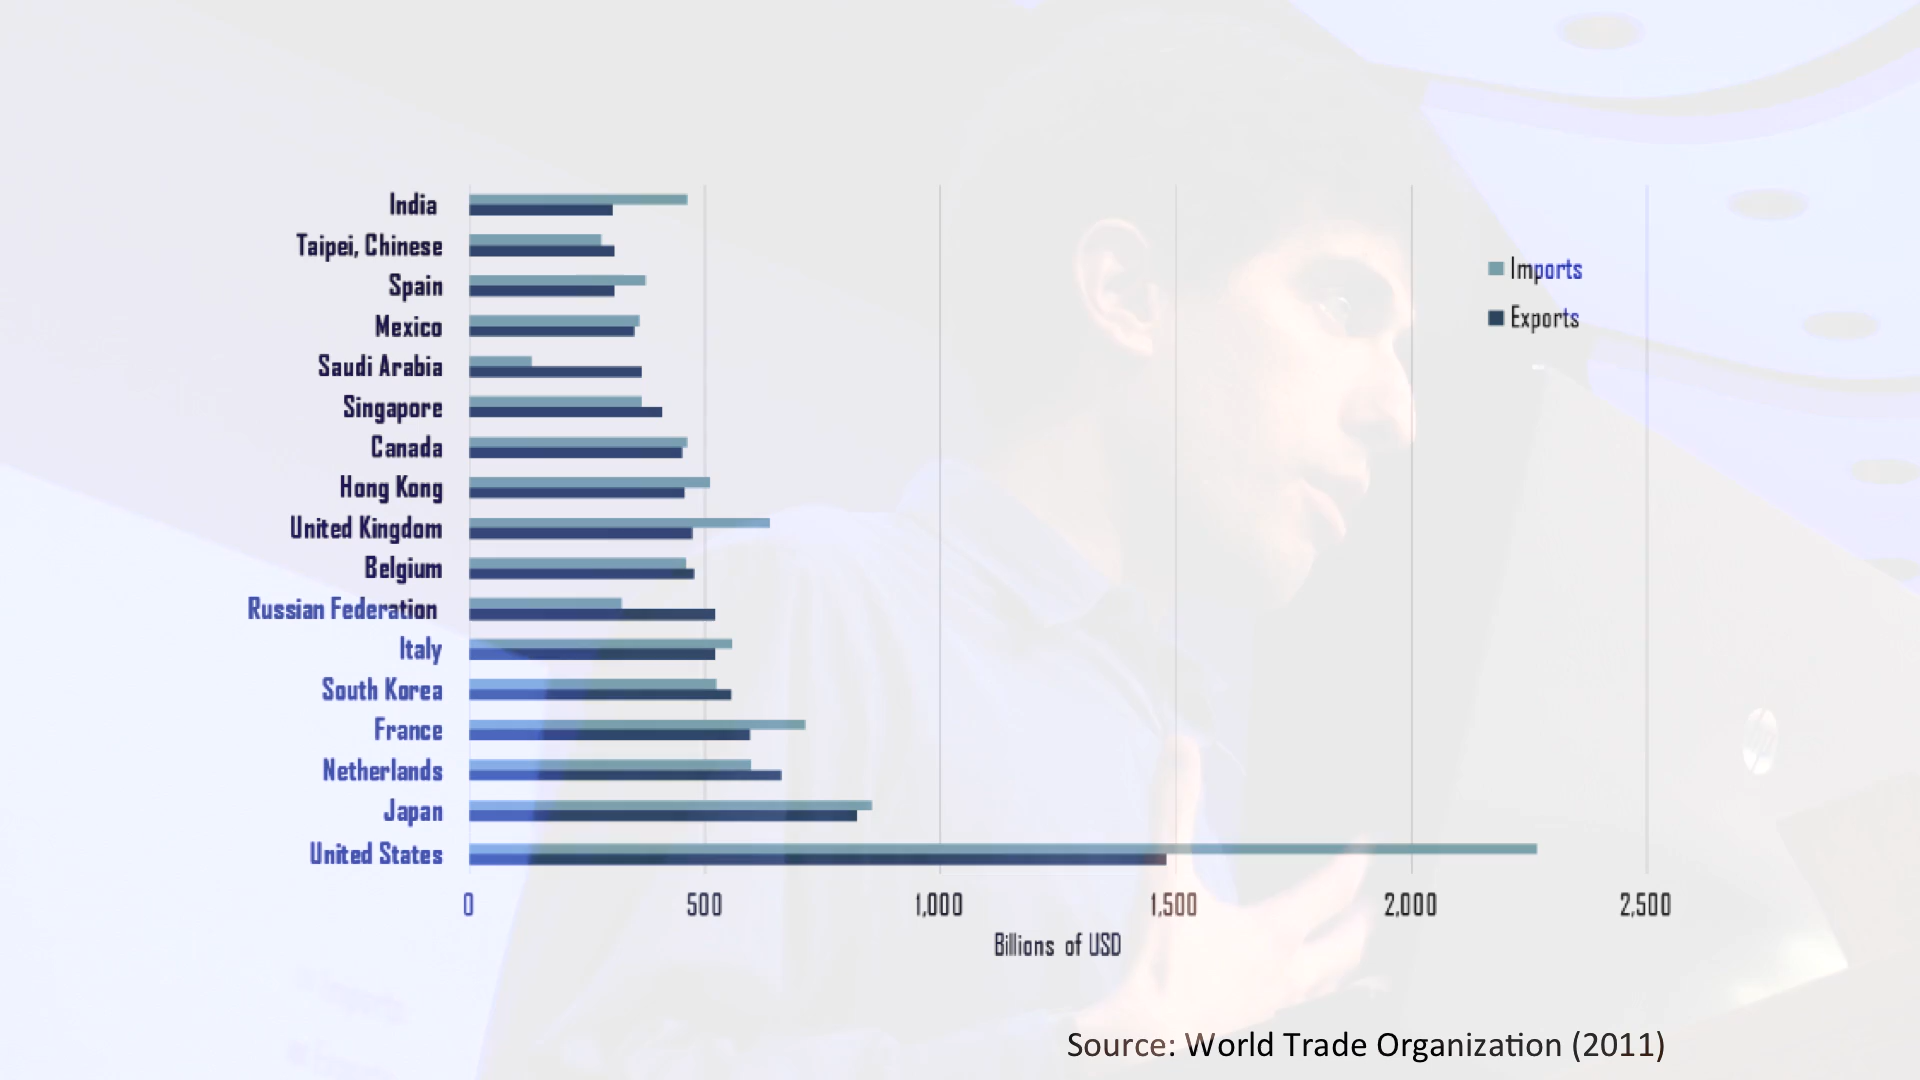 India
Taipei, Chinese
Spain
Mexico
Saudi Arabia
Singapore
Canada
Hong Kong
United Kingdom
Belgium
Russian Federation
Italy
South Korea
France
Netherlands
Japan
United States
Imports
Exports
0 500 1,000 1,500 2,000 2,500
Billions of USD
Source: World Trade Organization (2011)